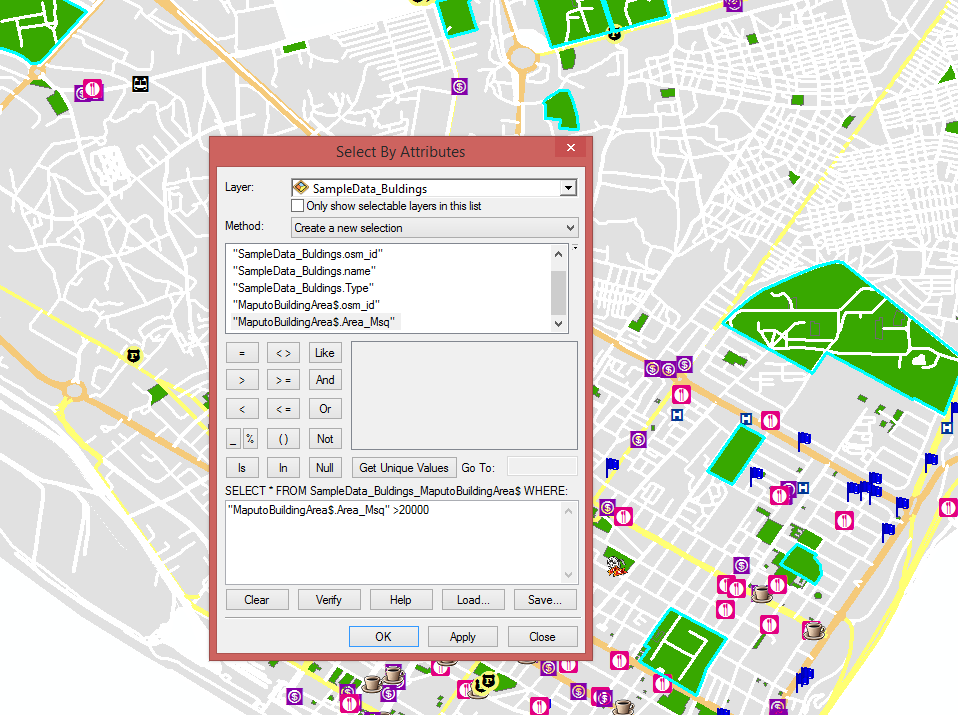 Select By Attributes
Layer:
SampleData_Buldings
Only show selectable layers in this list
Method:
Create a new selection
"SampleData_Buldings.osm_id"
"SampleData_Buldings.name"
"SampleData_Buldings.Type"
"MaputoBuildingArea$.osm_id"
"MaputoBuildingArea$.Area_Msq"
= < > Like
> > = And
< < = Or
_ % ( ) Not
Is In Null Get Unique Values Go To:
SELECT * FROM SampleData_Buldings_MaputoBuildingArea$ WHERE:
"MaputoBuildingArea$.Area_Msq" >20000
Clear Verify Help Load... Save...
OK Apply Close